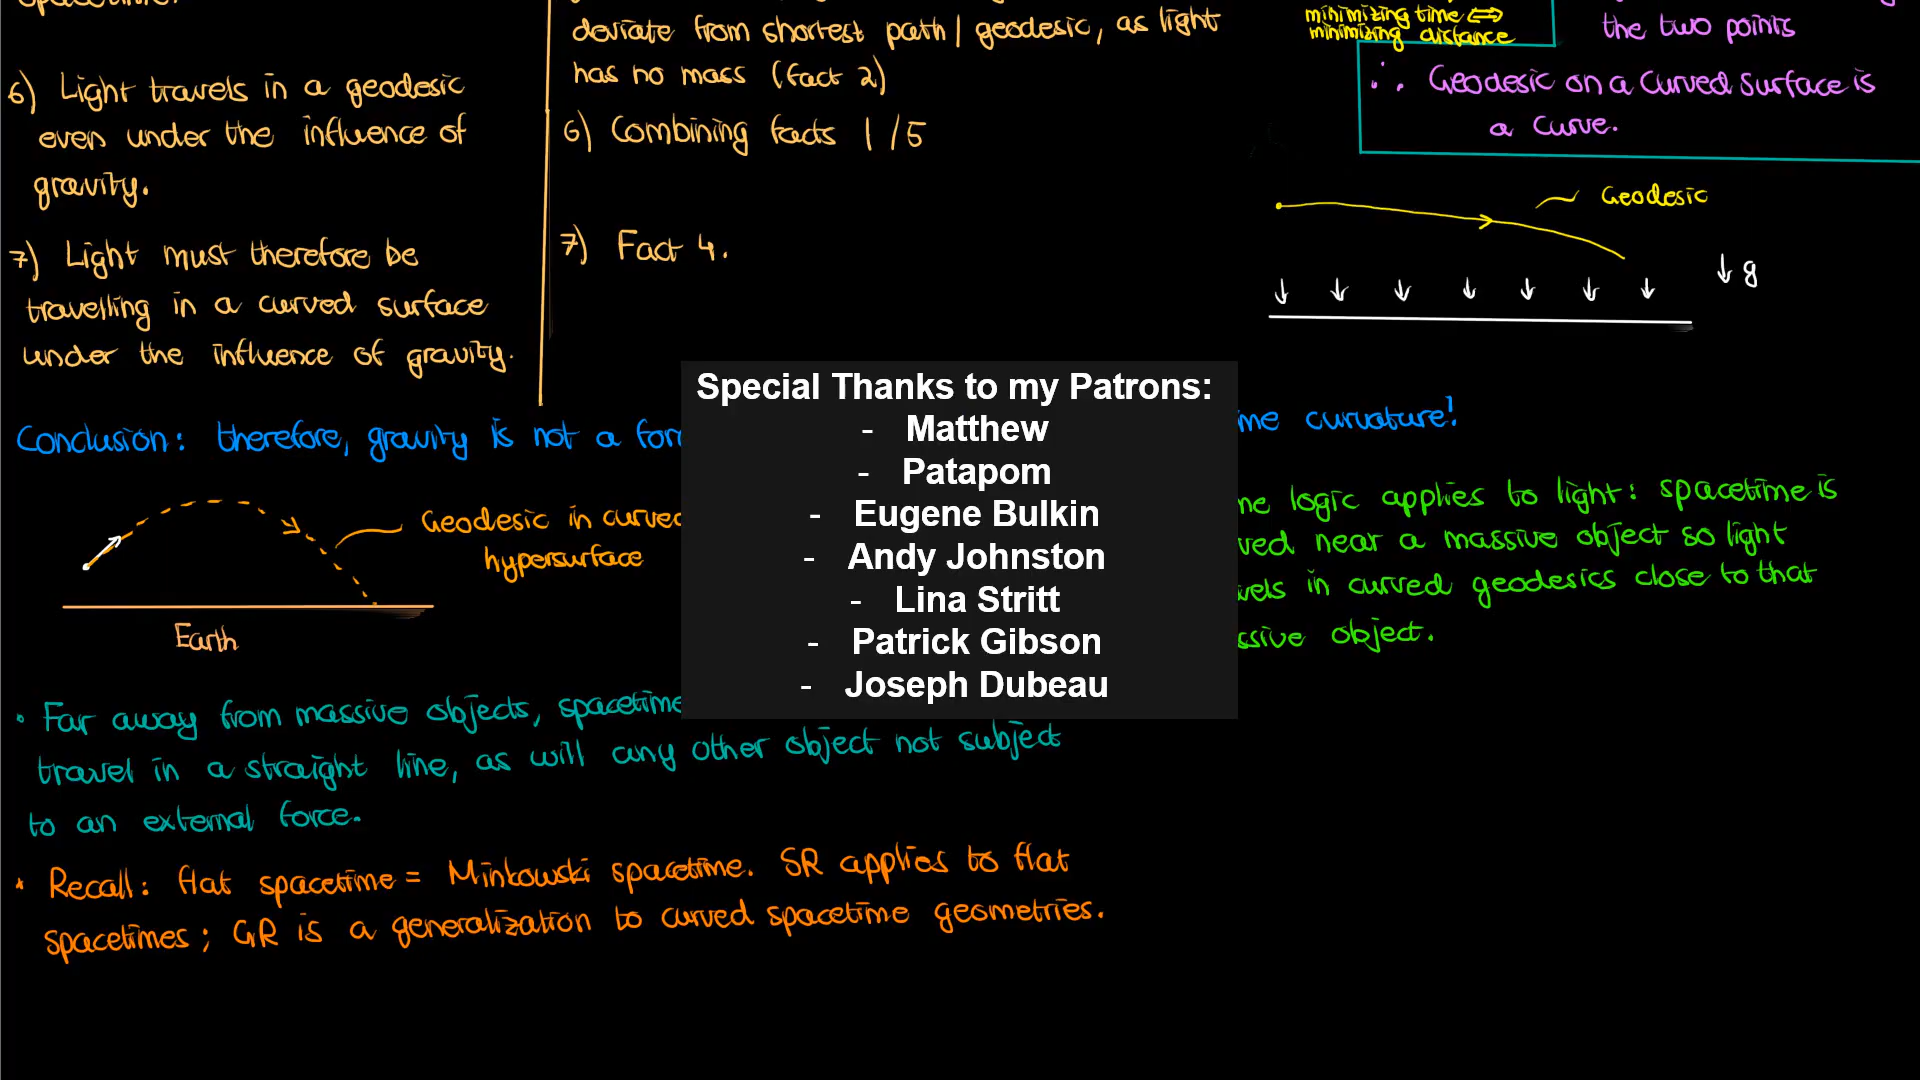 6) Light travels in a geodesic
even under the influence of
gravity.
7) Light must therefore be
travelling in a curved surface
under the influence of gravity.
deviate from shortest path / geodesic, as light
has no mass (fact 2)
6) Combining facts 1 / 5
7) Fact 4.
minimizing time ⇔
minimizing distance
the two points
∴ Geodesic on a curved surface is
a curve.
Geodesic
↓ g
Conclusion: therefore, gravity is not a
curvature!
Geodesic in
hypersurface
Earth
logic applies to light: spacetime is
near a massive object so light
in curved geodesics close to that
object.
Special Thanks to my Patrons:
- Matthew
- Patapom
- Eugene Bulkin
- Andy Johnston
- Lina Stritt
- Patrick Gibson
- Joseph Dubeau
• Far away from massive objects, spacetime
travel in a straight line, as will any other object not subject
to an external force.
• Recall: flat spacetime = Minkowski spacetime. SR applies to flat
spacetimes; GR is a generalization to curved spacetime geometries.